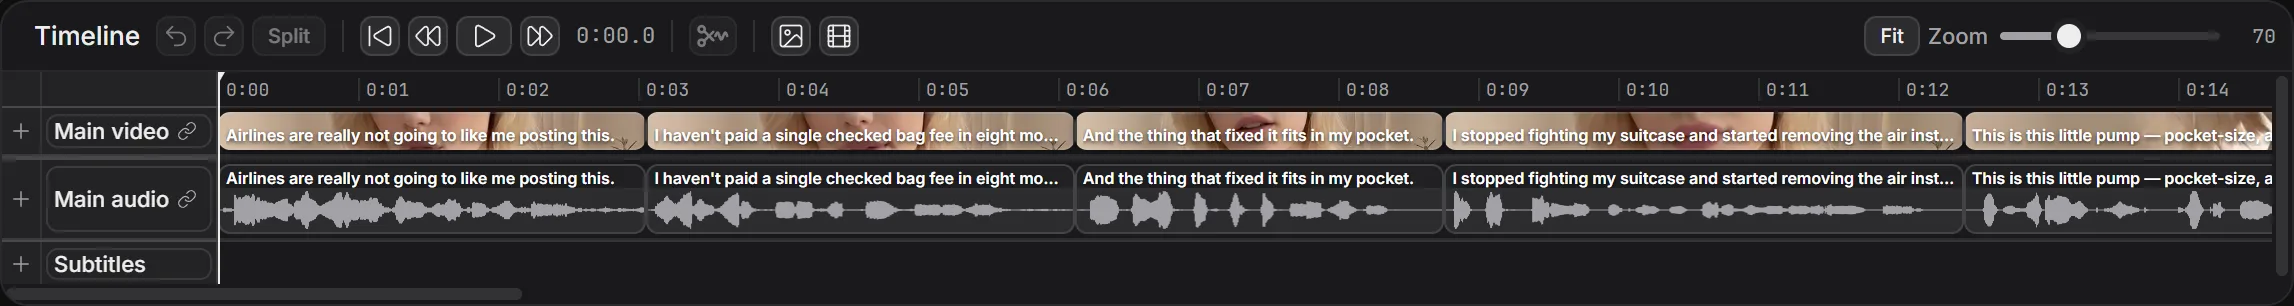 Timeline Split 0:00.0 Fit Zoom 70
0:00 0:01 0:02 0:03 0:04 0:05 0:06 0:07 0:08 0:09 0:10 0:11 0:12 0:13 0:14
Main video Airlines are really not going to like me posting this. I haven't paid a single checked bag fee in eight mo... And the thing that fixed it fits in my pocket. I stopped fighting my suitcase and started removing the air inst... This is this little pump — pocket-size, a
Main audio Airlines are really not going to like me posting this. I haven't paid a single checked bag fee in eight mo... And the thing that fixed it fits in my pocket. I stopped fighting my suitcase and started removing the air inst... This is this little pump — pocket-size, a
Subtitles